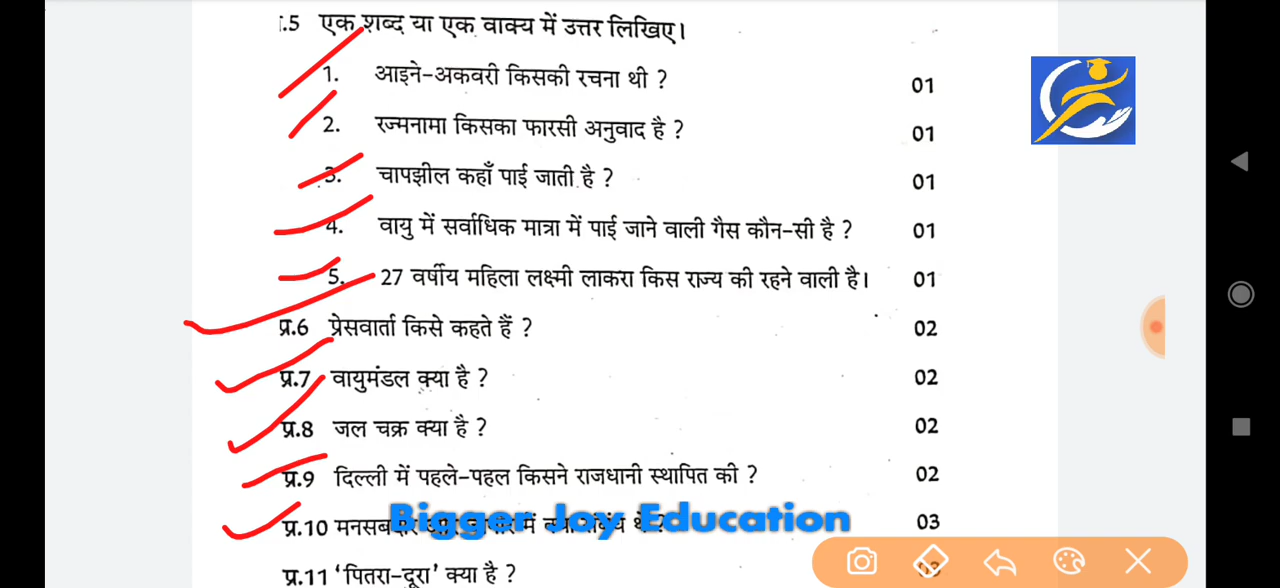 .5 एक शब्द या एक वाक्य में उत्तर लिखिए।
1. आइने-अकवरी किसकी रचना थी ? 01
2. रज्मनामा किसका फारसी अनुवाद है ? 01
3. चापझील कहाँ पाई जाती है ? 01
4. वायु में सर्वाधिक मात्रा में पाई जाने वाली गैस कौन-सी है ? 01
5. 27 वर्षीय महिला लक्ष्मी लाकरा किस राज्य की रहने वाली है। 01
प्र.6 प्रेसवार्ता किसे कहते हैं ? 02
प्र.7 वायुमंडल क्या है ? 02
प्र.8 जल चक्र क्या है ? 02
प्र.9 दिल्ली में पहले-पहल किसने राजधानी स्थापित की ? 02
प्र.10 मनसबदार में थे ? 03
Bigger Joy Education
प्र.11 'पितरा-दूरा' क्या है ?